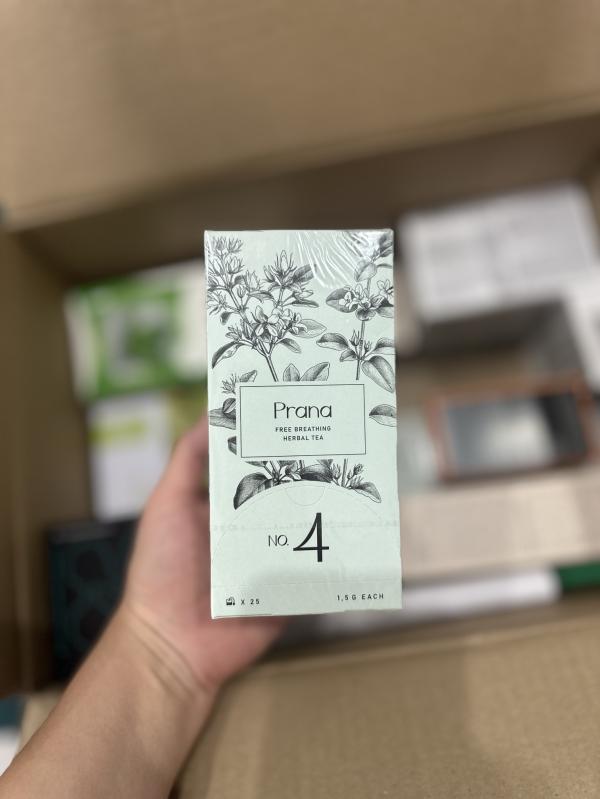 Prana
FREE BREATHING
HERBAL TEA
NO. 4
X 25
1,5 G EACH